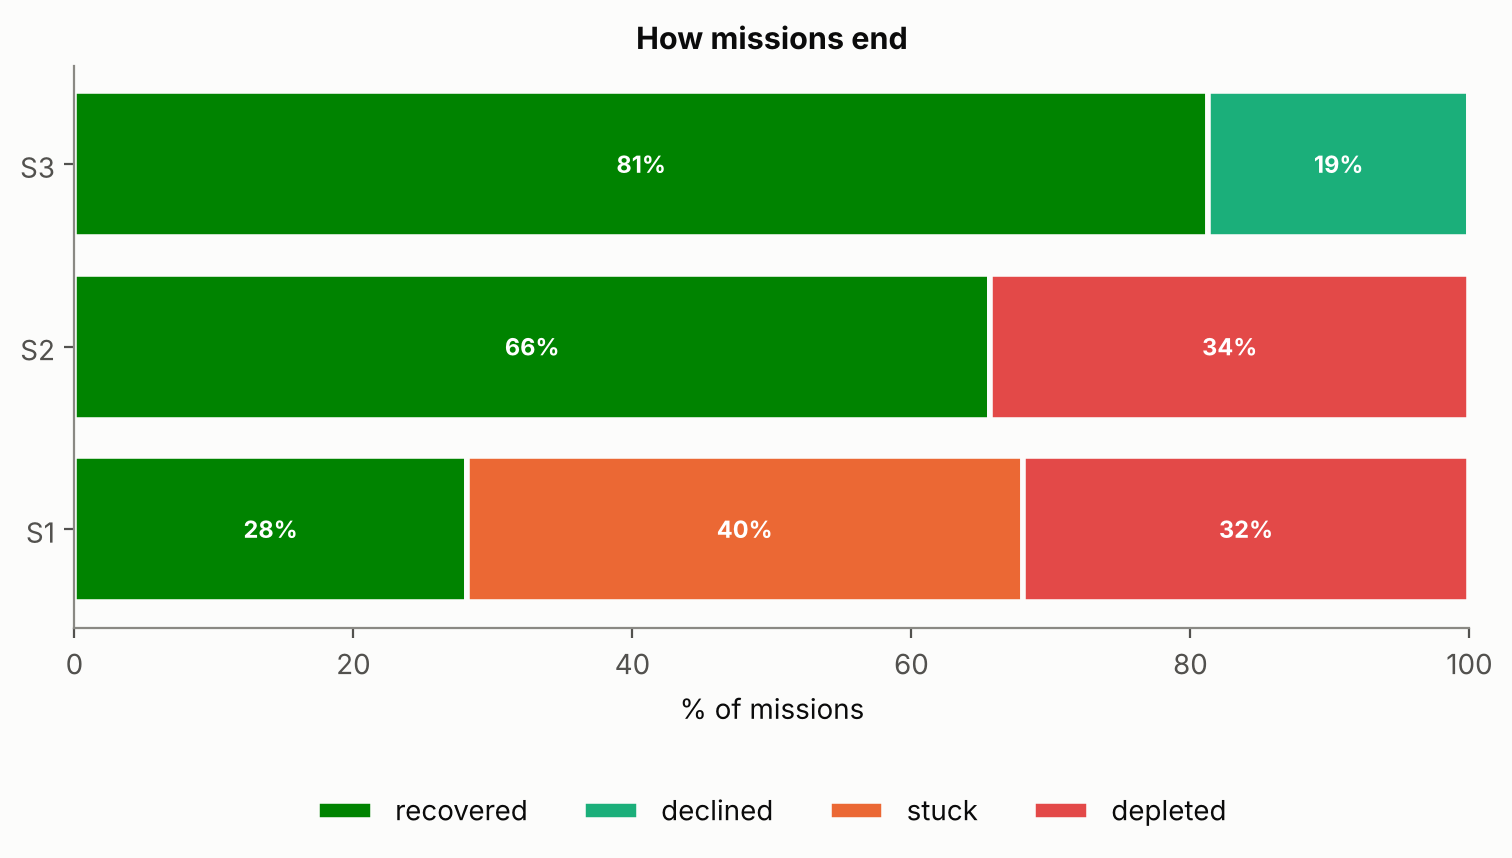 How missions end
S3
81%
19%
S2
66%
34%
S1
28%
40%
32%
0 20 40 60 80 100
% of missions
recovered declined stuck depleted